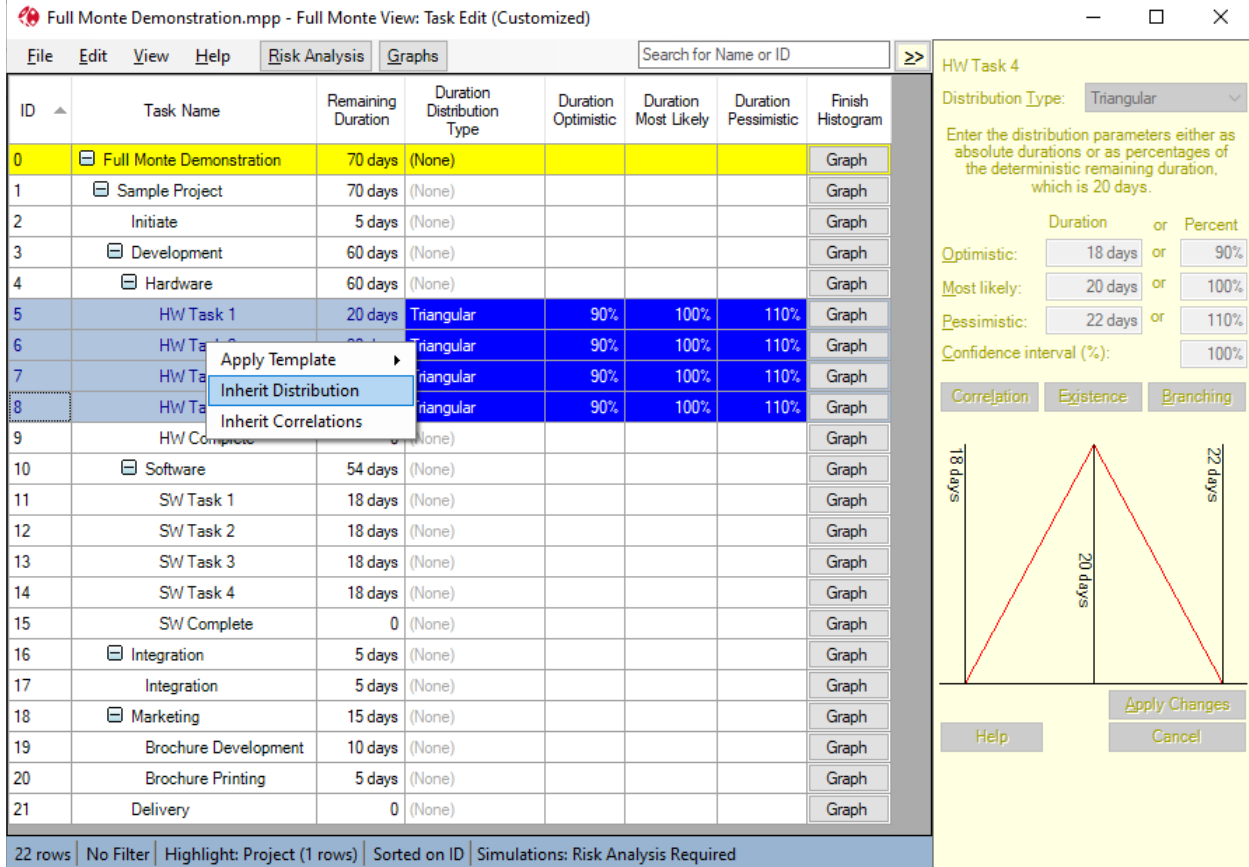 Full Monte Demonstration.mpp - Full Monte View: Task Edit (Customized)
File Edit View Help Risk Analysis Graphs Search for Name or ID >>
ID Task Name Remaining Duration Duration Distribution Type Duration Optimistic Duration Most Likely Duration Pessimistic Finish Histogram
0 Full Monte Demonstration 70 days (None) Graph
1 Sample Project 70 days (None) Graph
2 Initiate 5 days (None) Graph
3 Development 60 days (None) Graph
4 Hardware 60 days (None) Graph
5 HW Task 1 20 days Triangular 90% 100% 110% Graph
6 HW Triangular 90% 100% 110% Graph
7 HW Triangular 90% 100% 110% Graph
8 HW Triangular 90% 100% 110% Graph
Apply Template
Inherit Distribution
Inherit Correlations
9 HW Complete 0 (None) Graph
10 Software 54 days (None) Graph
11 SW Task 1 18 days (None) Graph
12 SW Task 2 18 days (None) Graph
13 SW Task 3 18 days (None) Graph
14 SW Task 4 18 days (None) Graph
15 SW Complete 0 (None) Graph
16 Integration 5 days (None) Graph
17 Integration 5 days (None) Graph
18 Marketing 15 days (None) Graph
19 Brochure Development 10 days (None) Graph
20 Brochure Printing 5 days (None) Graph
21 Delivery 0 (None) Graph
22 rows No Filter Highlight: Project (1 rows) Sorted on ID Simulations: Risk Analysis Required
HW Task 4
Distribution Type: Triangular
Enter the distribution parameters either as
absolute durations or as percentages of
the deterministic remaining duration,
which is 20 days.
Duration or Percent
Optimistic: 18 days or 90%
Most likely: 20 days or 100%
Pessimistic: 22 days or 110%
Confidence interval (%): 100%
Correlation Existence Branching
18 days
20 days
22 days
Apply Changes
Help Cancel